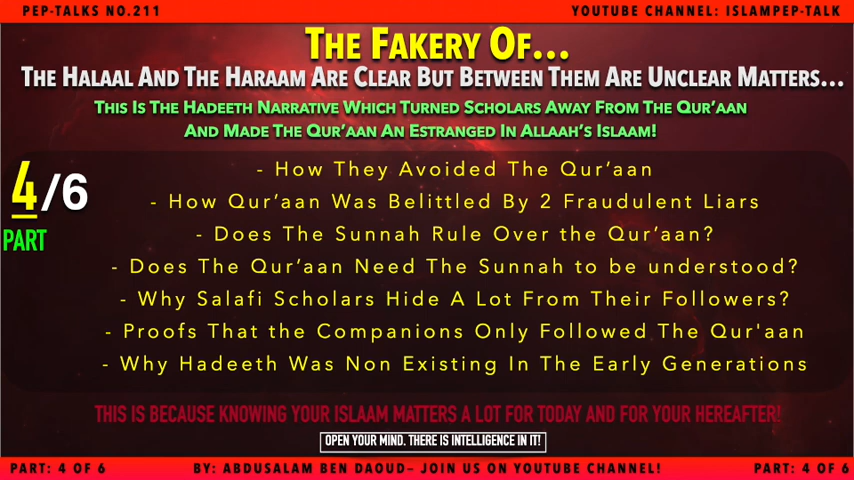 PEP-TALKS NO.211
YOUTUBE CHANNEL: ISLAMPEP-TALK
THE FAKERY OF...
THE HALAAL AND THE HARAAM ARE CLEAR BUT BETWEEN THEM ARE UNCLEAR MATTERS...
THIS IS THE HADEETH NARRATIVE WHICH TURNED SCHOLARS AWAY FROM THE QUR'AAN
AND MADE THE QUR'AAN AN ESTRANGED IN ALLAAH'S ISLAAM!
4/6
PART
- How They Avoided The Qur'aan
- How Qur'aan Was Belittled By 2 Fraudulent Liars
- Does The Sunnah Rule Over the Qur'aan?
- Does The Qur'aan Need The Sunnah to be understood?
- Why Salafi Scholars Hide A Lot From Their Followers?
- Proofs That the Companions Only Followed The Qur'aan
- Why Hadeeth Was Non Existing In The Early Generations
THIS IS BECAUSE KNOWING YOUR ISLAAM MATTERS A LOT FOR TODAY AND FOR YOUR HEREAFTER!
OPEN YOUR MIND. THERE IS INTELLIGENCE IN IT!
PART: 4 OF 6
BY: ABDUSALAM BEN DAOUD– JOIN US ON YOUTUBE CHANNEL!
PART: 4 OF 6